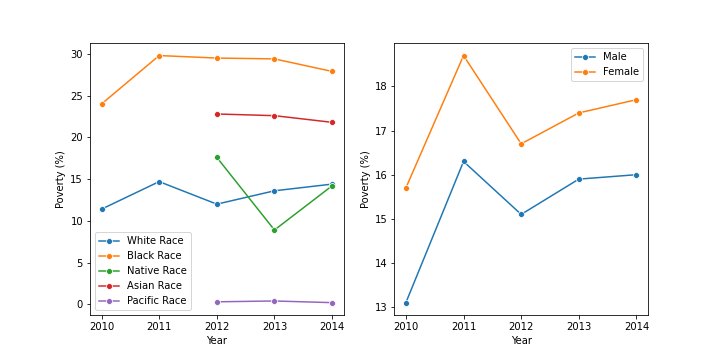 30
25
20
15
10
5
0
Poverty (%)
White Race
Black Race
Native Race
Asian Race
Pacific Race
2010 2011 2012 2013 2014
Year
18
17
16
15
14
13
Poverty (%)
Male
Female
2010 2011 2012 2013 2014
Year